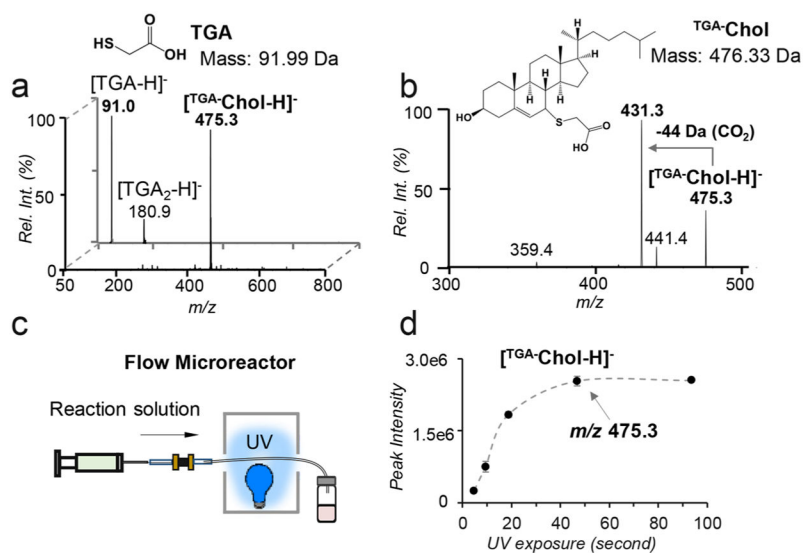 TGA
Mass: 91.99 Da
HS
O
OH
TGA-Chol
Mass: 476.33 Da
H
H
H
H
H
HO
S
O
HO
a
[TGA-H]-
91.0
[TGA-Chol-H]-
475.3
[TGA2-H]-
180.9
100
50
0
Rel. Int. (%)
50
200
400
600
800
m/z
b
431.3
-44 Da (CO2)
[TGA-Chol-H]-
475.3
441.4
359.4
100
50
0
Rel. Int. (%)
300
400
500
m/z
c
Flow Microreactor
Reaction solution
UV
d
[TGA-Chol-H]-
m/z 475.3
3.0e6
1.5e6
0
Peak Intensity
0
20
40
60
80
100
UV exposure (second)